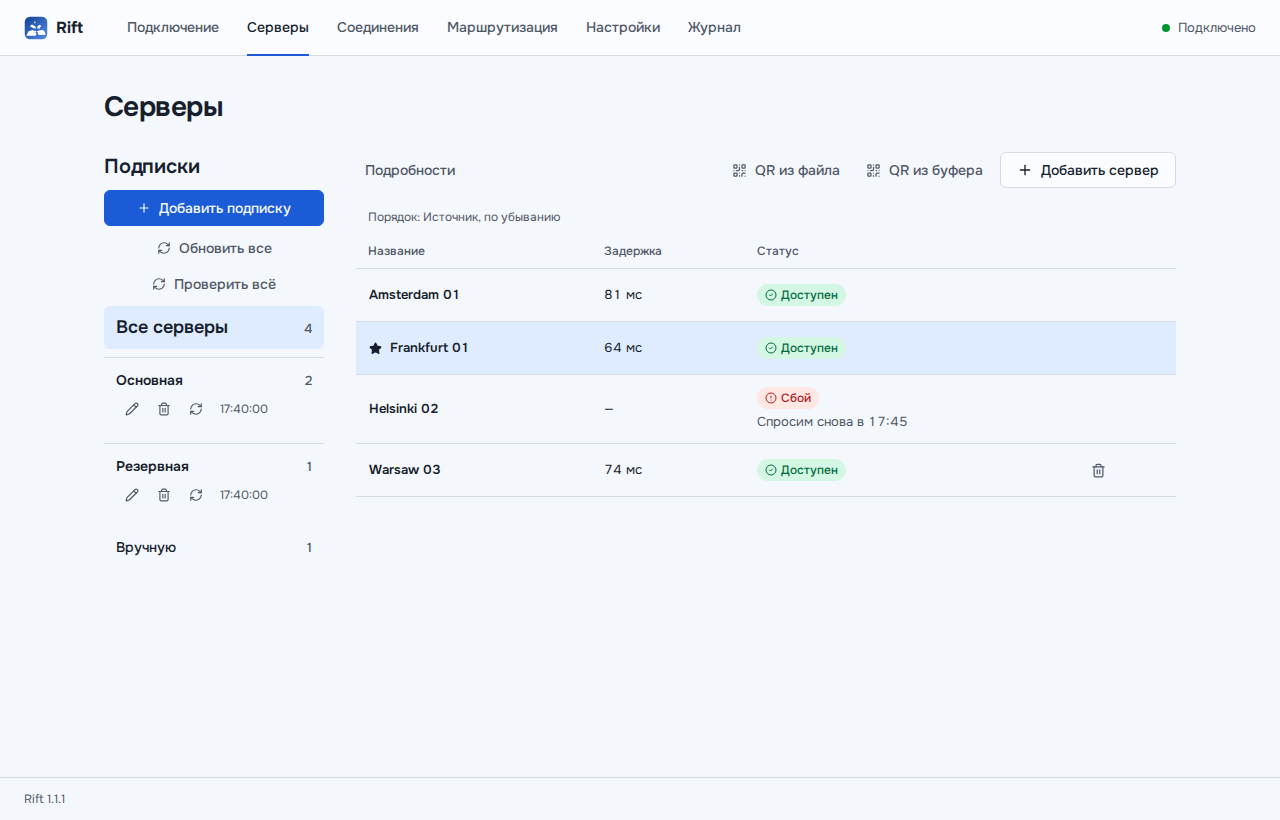 Rift
Подключение
Серверы
Соединения
Маршрутизация
Настройки
Журнал
Подключено
Серверы
Подписки
Добавить подписку
Обновить все
Проверить всё
Все серверы 4
Основная 2
17:40:00
Резервная 1
17:40:00
Вручную 1
Подробности
QR из файла
QR из буфера
Добавить сервер
Порядок: Источник, по убыванию
Название Задержка Статус
Amsterdam 01 81 мс Доступен
Frankfurt 01 64 мс Доступен
Helsinki 02 – Сбой
Спросим снова в 17:45
Warsaw 03 74 мс Доступен
Rift 1.1.1